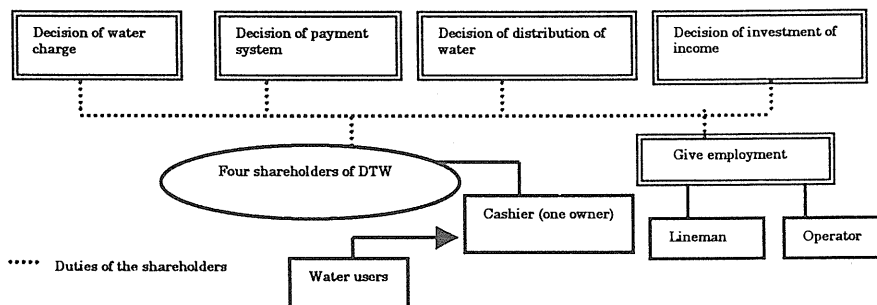 Decision of water
charge
Decision of payment
system
Decision of distribution of
water
Decision of investment of
income
Four shareholders of DTW
Give employment
Cashier (one owner)
Lineman
Operator
Duties of the shareholders
Water users